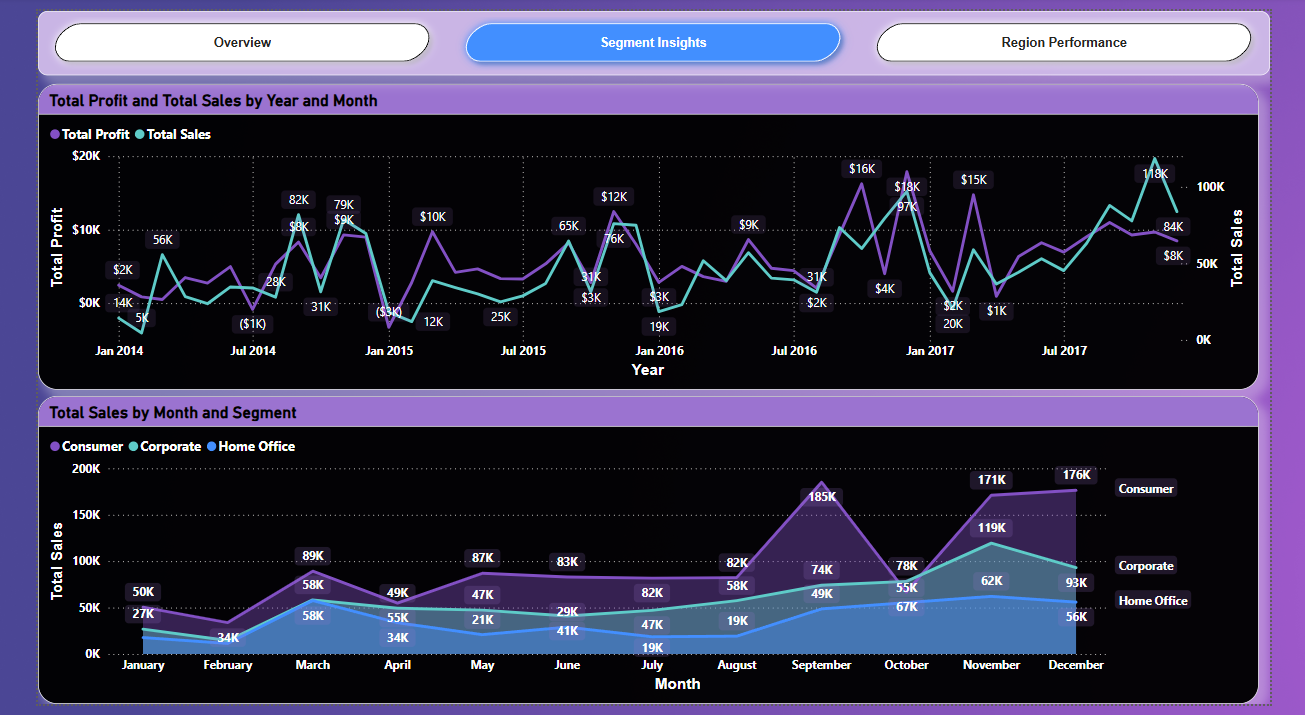 Overview
Segment Insights
Region Performance
Total Profit and Total Sales by Year and Month
Total Profit Total Sales
$20K
$10K
$0K
Total Profit
100K
50K
0K
Total Sales
$2K
14K
5K
56K
($1K)
28K
82K
$8K
31K
79K
$9K
($3K)
12K
$10K
25K
65K
31K
$3K
$12K
76K
$3K
19K
$9K
31K
$2K
$16K
$4K
$18K
97K
$2K
20K
$15K
$1K
118K
84K
$8K
Jan 2014
Jul 2014
Jan 2015
Jul 2015
Jan 2016
Jul 2016
Jan 2017
Jul 2017
Year
Total Sales by Month and Segment
Consumer Corporate Home Office
200K
150K
100K
50K
0K
Total Sales
50K
27K
34K
89K
58K
58K
49K
55K
34K
87K
47K
21K
83K
29K
41K
82K
47K
19K
82K
58K
19K
185K
74K
49K
78K
55K
67K
171K
119K
62K
176K
93K
56K
Consumer
Corporate
Home Office
January
February
March
April
May
June
July
August
September
October
November
December
Month